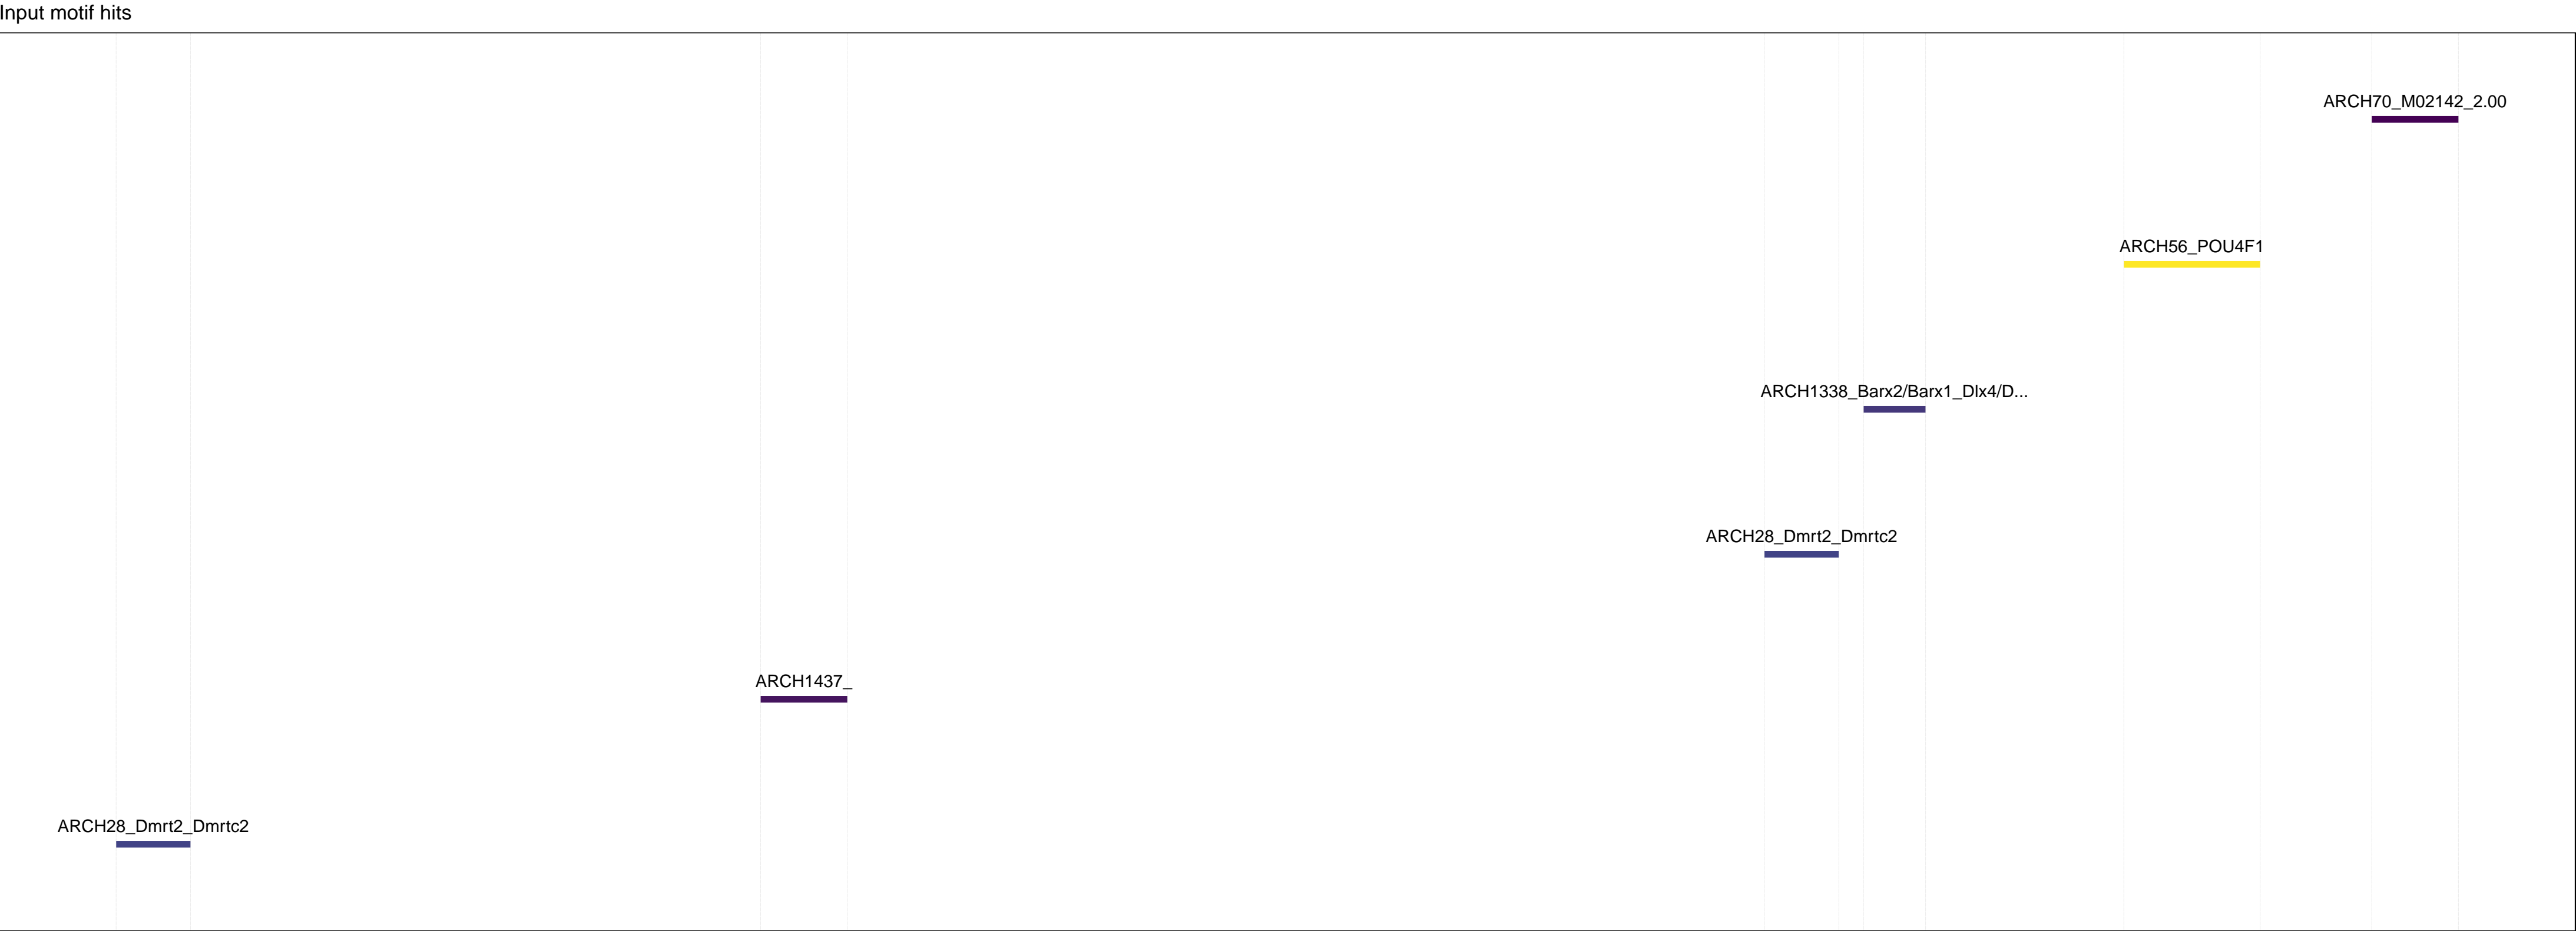 Input motif hits
ARCH70_M02142_2.00
ARCH56_POU4F1
ARCH1338_Barx2/Barx1_Dlx4/D...
ARCH28_Dmrt2_Dmrtc2
ARCH1437_
ARCH28_Dmrt2_Dmrtc2